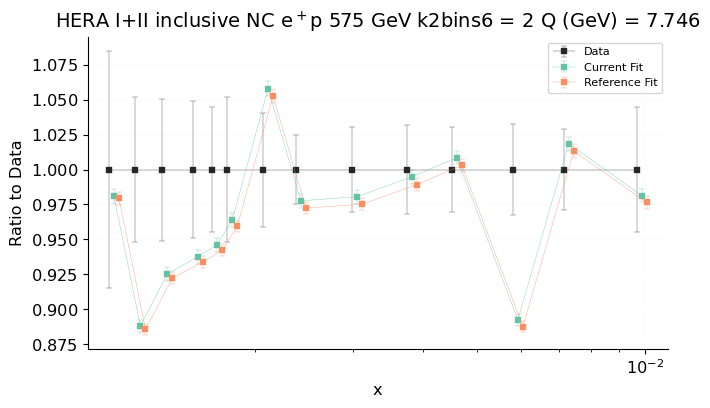 HERA I+II inclusive NC e⁺p 575 GeV k2bins6 = 2 Q (GeV) = 7.746
Data
Current Fit
Reference Fit
Ratio to Data
1.075
1.050
1.025
1.000
0.975
0.950
0.925
0.900
0.875
10⁻²
x